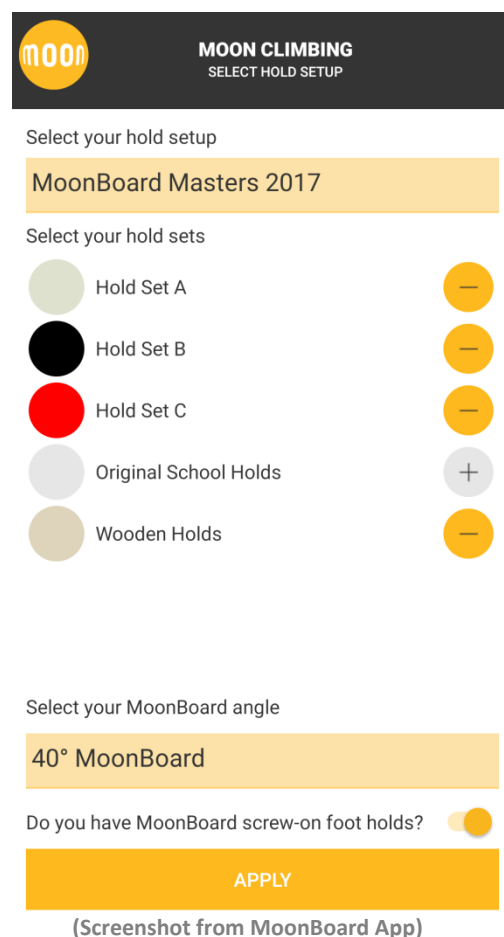 moon
MOON CLIMBING
SELECT HOLD SETUP
Select your hold setup
MoonBoard Masters 2017
Select your hold sets
Hold Set A
Hold Set B
Hold Set C
Original School Holds
Wooden Holds
Select your MoonBoard angle
40° MoonBoard
Do you have MoonBoard screw-on foot holds?
APPLY
(Screenshot from MoonBoard App)